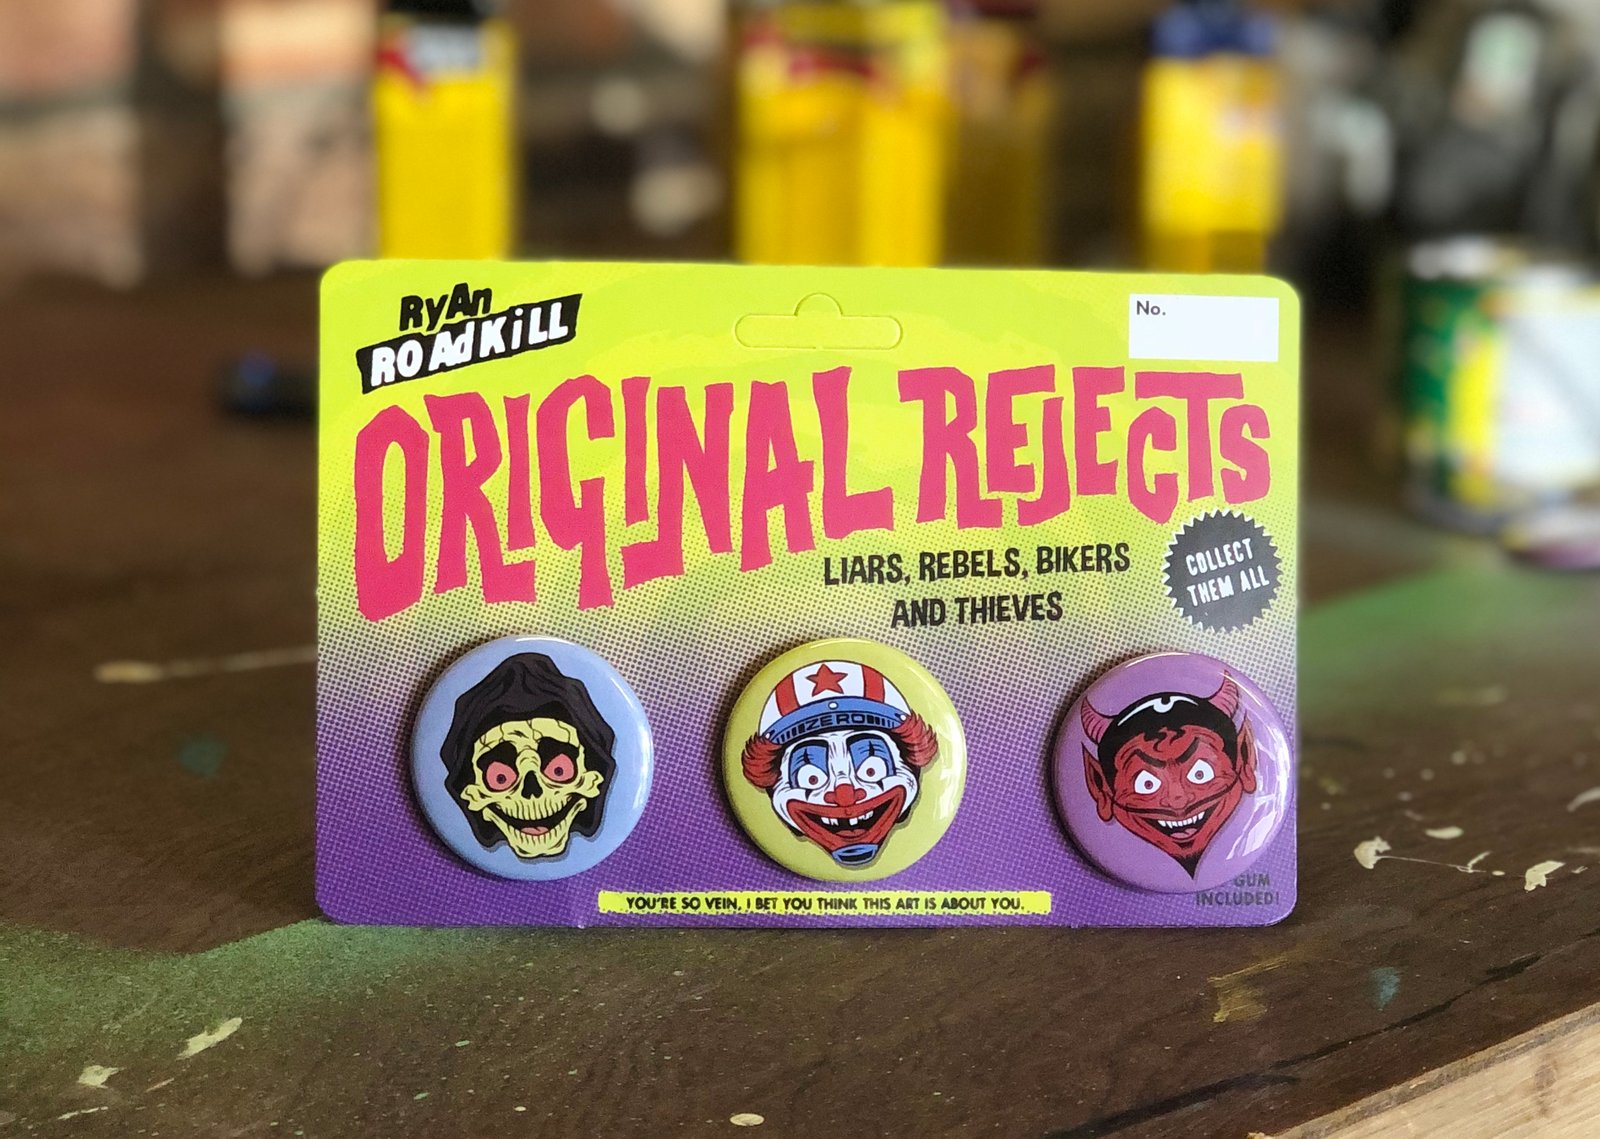 RyAn
ROAdKiLL
No.
ORIGINAL REJECTS
LIARS, REBELS, BIKERS
AND THIEVES
COLLECT
THEM ALL
ZERO
GUM
INCLUDED!
YOU'RE SO VEIN, I BET YOU THINK THIS ART IS ABOUT YOU.